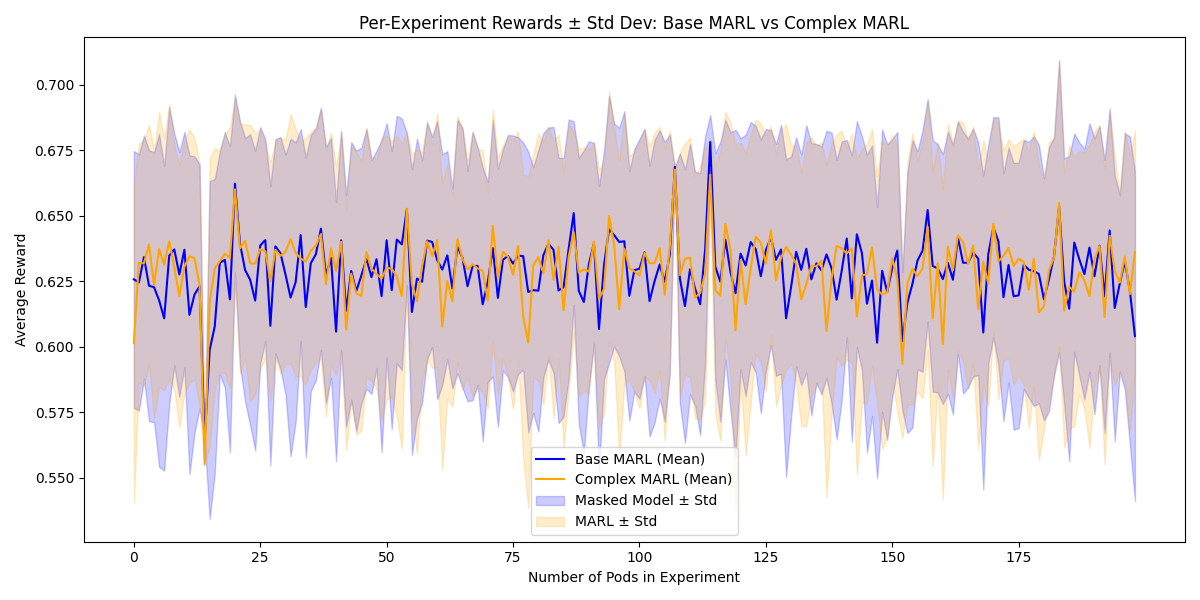 Per-Experiment Rewards ± Std Dev: Base MARL vs Complex MARL
Average Reward
0.700
0.675
0.650
0.625
0.600
0.575
0.550
Base MARL (Mean)
Complex MARL (Mean)
Masked Model ± Std
MARL ± Std
0 25 50 75 100 125 150 175
Number of Pods in Experiment